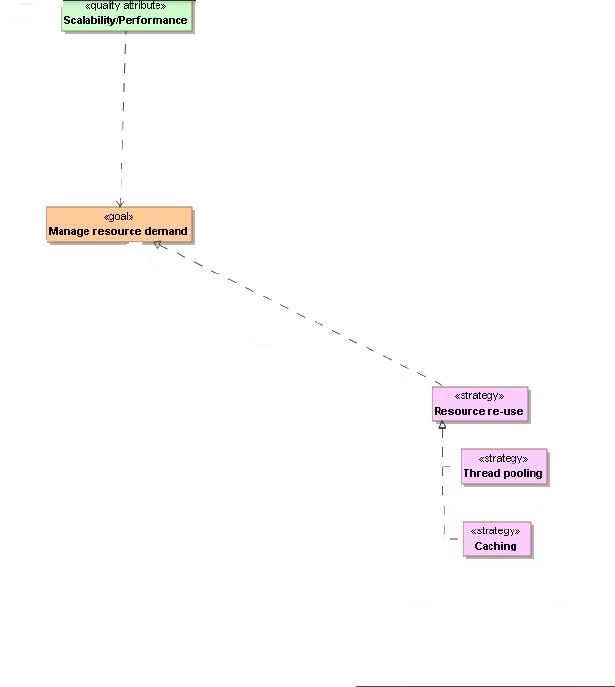 «quality attribute»
Scalability/Performance
«goal»
Manage resource demand
«strategy»
Resource re-use
«strategy»
Thread pooling
«strategy»
Caching